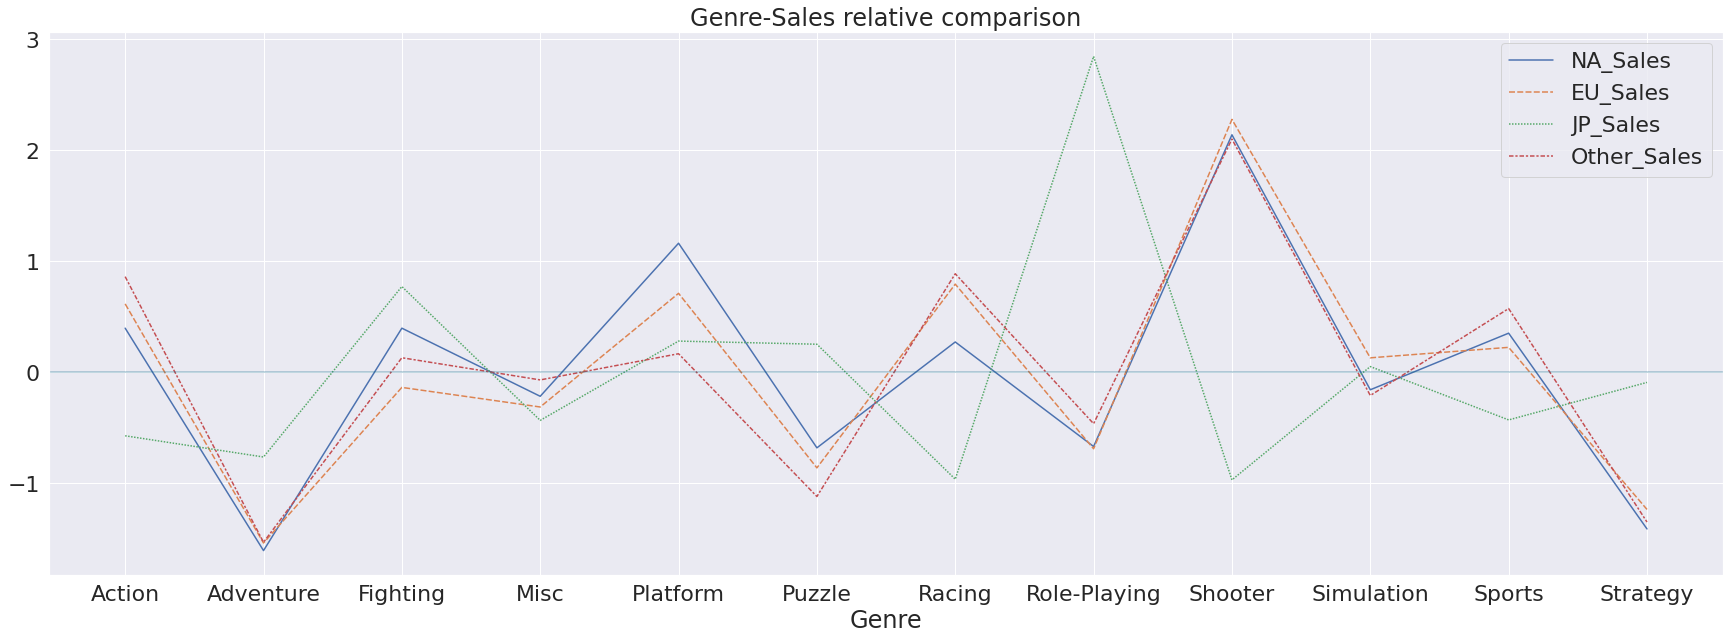 Genre-Sales relative comparison
3
2
1
0
−1
NA_Sales
EU_Sales
JP_Sales
Other_Sales
Action Adventure Fighting Misc Platform Puzzle Racing Role-Playing Shooter Simulation Sports Strategy
Genre